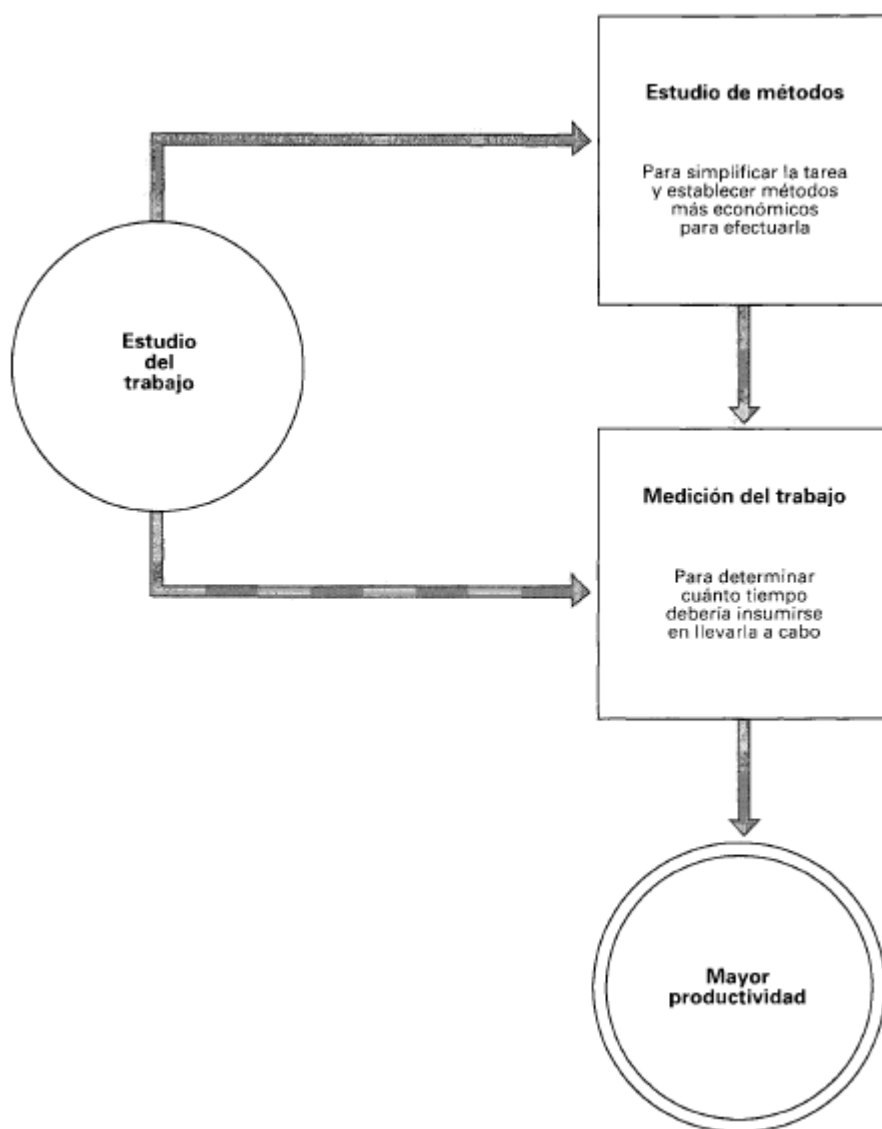 Estudio de métodos
Para simplificar la tarea
y establecer métodos
más económicos
para efectuarla
Estudio
del
trabajo
Medición del trabajo
Para determinar
cuánto tiempo
debería insumirse
en llevarla a cabo
Mayor
productividad